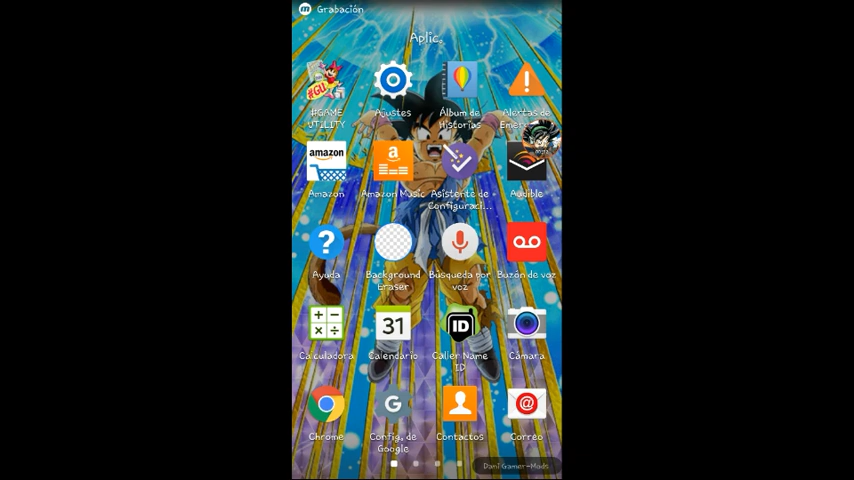 Grabación
Aplic.
#GU
#GAME
UTILITY
Ajustes
Álbum de
Historias
Alertas de
Emer
amazon
Amazon
a
Amazon Music
Asistente de
Configuraci...
Audible
?
Ayuda
Background
Eraser
Búsqueda por
voz
Buzón de voz
+ -
× ÷
Calculadora
31
Calendario
ID
Caller Name
ID
Cámara
Chrome
G
Config. de
Google
Contactos
@
Correo
Dani Gamer-Mods